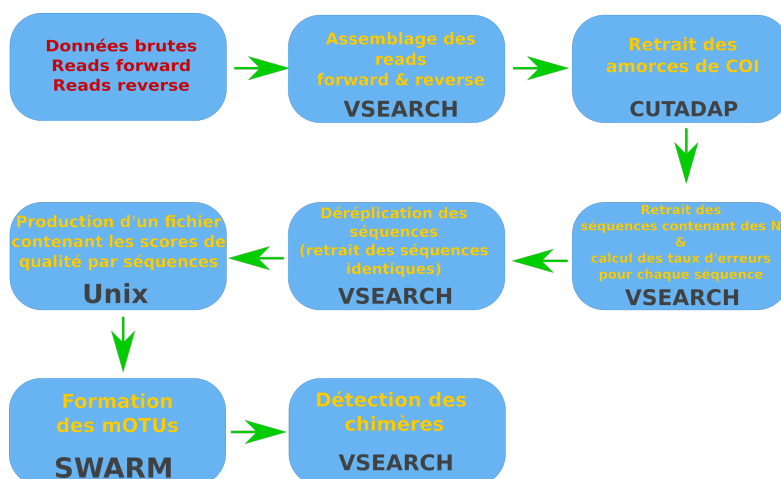 Données brutes
Reads forward
Reads reverse
Assemblage des
reads
forward & reverse
VSEARCH
Retrait des
amorces de COI
CUTADAP
Retrait des
séquences contenant des N
&
calcul des taux d'erreurs
pour chaque séquence
VSEARCH
Déréplication des
séquences
(retrait des séquences
identiques)
VSEARCH
Production d'un fichier
contenant les scores de
qualité par séquences
Unix
Formation
des mOTUs
SWARM
Détection des
chimères
VSEARCH